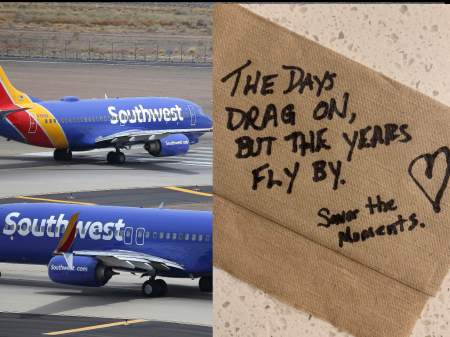 Southwest
Southwest
Southwest.com
THE DAYS
DRAG ON,
BUT THE YEARS
FLY BY.
Savor the
Moments.